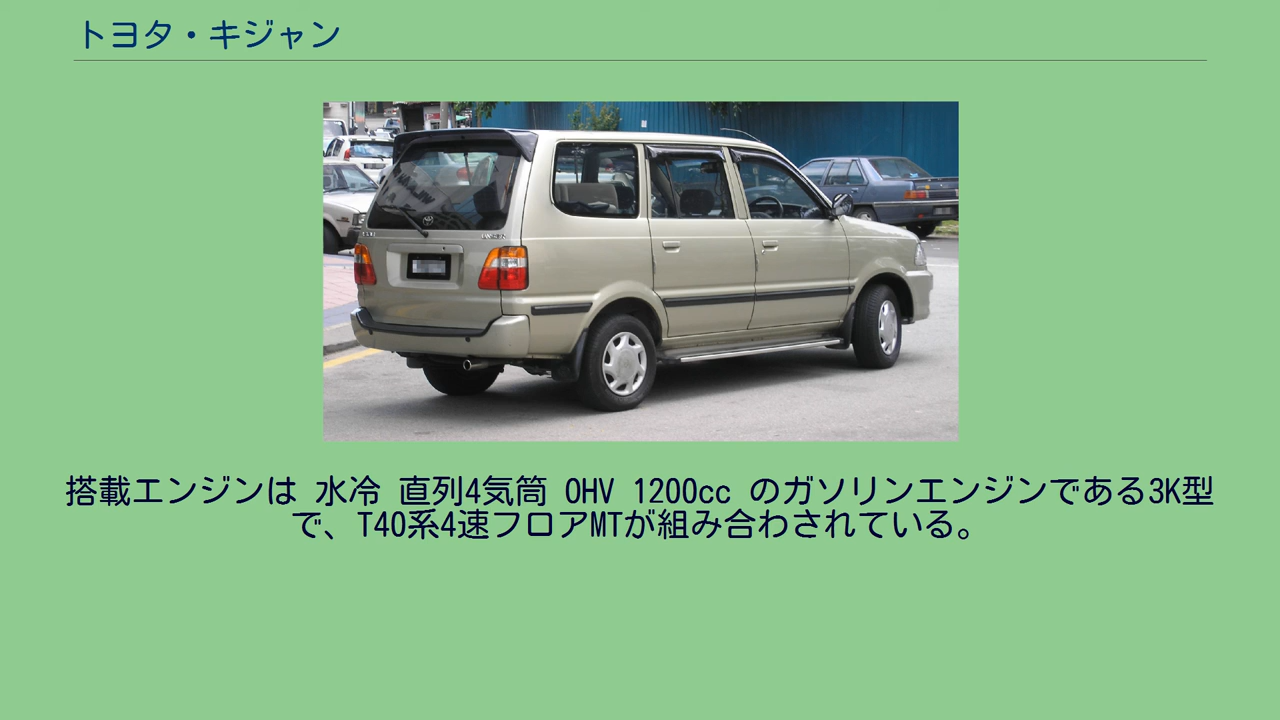 トヨタ・キジャン
搭載エンジンは 水冷 直列4気筒 OHV 1200cc のガソリンエンジンである3K型
で、T40系4速フロアMTが組み合わされている。